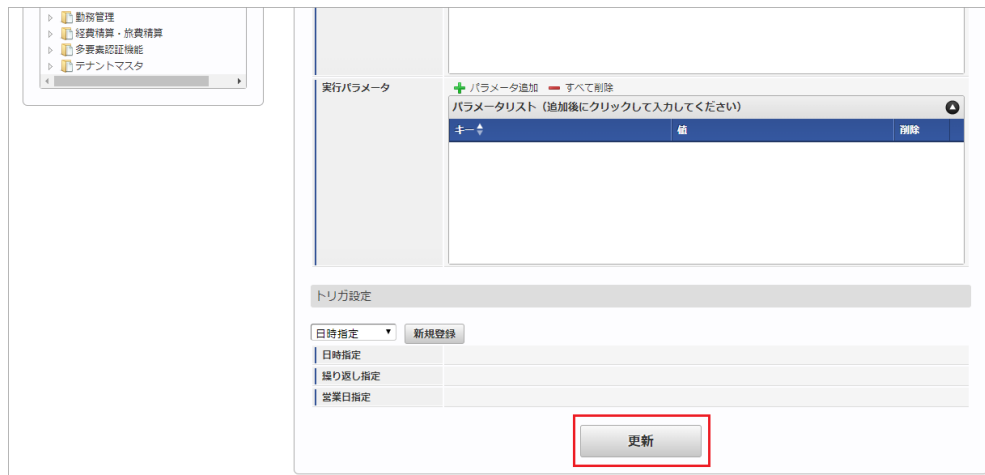 勤務管理
経費精算・旅費精算
多要素認証機能
テナントマスタ
実行パラメータ
パラメータ追加 すべて削除
パラメータリスト（追加後にクリックして入力してください）
キー 値 削除
トリガ設定
日時指定 新規登録
日時指定
繰り返し指定
営業日指定
更新